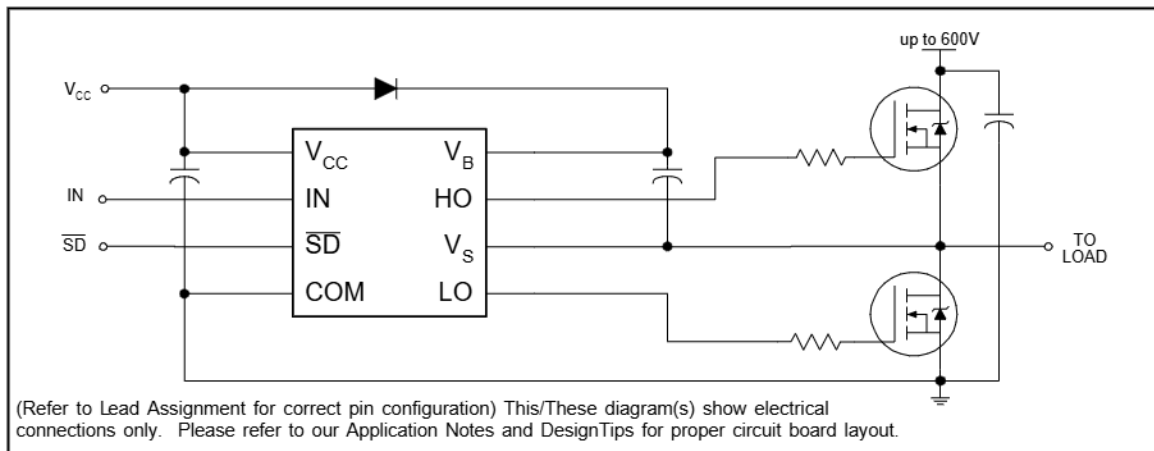 up to 600V
V_CC
V_CC
V_B
IN
IN
HO
S̅D̅
S̅D̅
V_S
TO
LOAD
COM
LO
(Refer to Lead Assignment for correct pin configuration) This/These diagram(s) show electrical
connections only. Please refer to our Application Notes and DesignTips for proper circuit board layout.